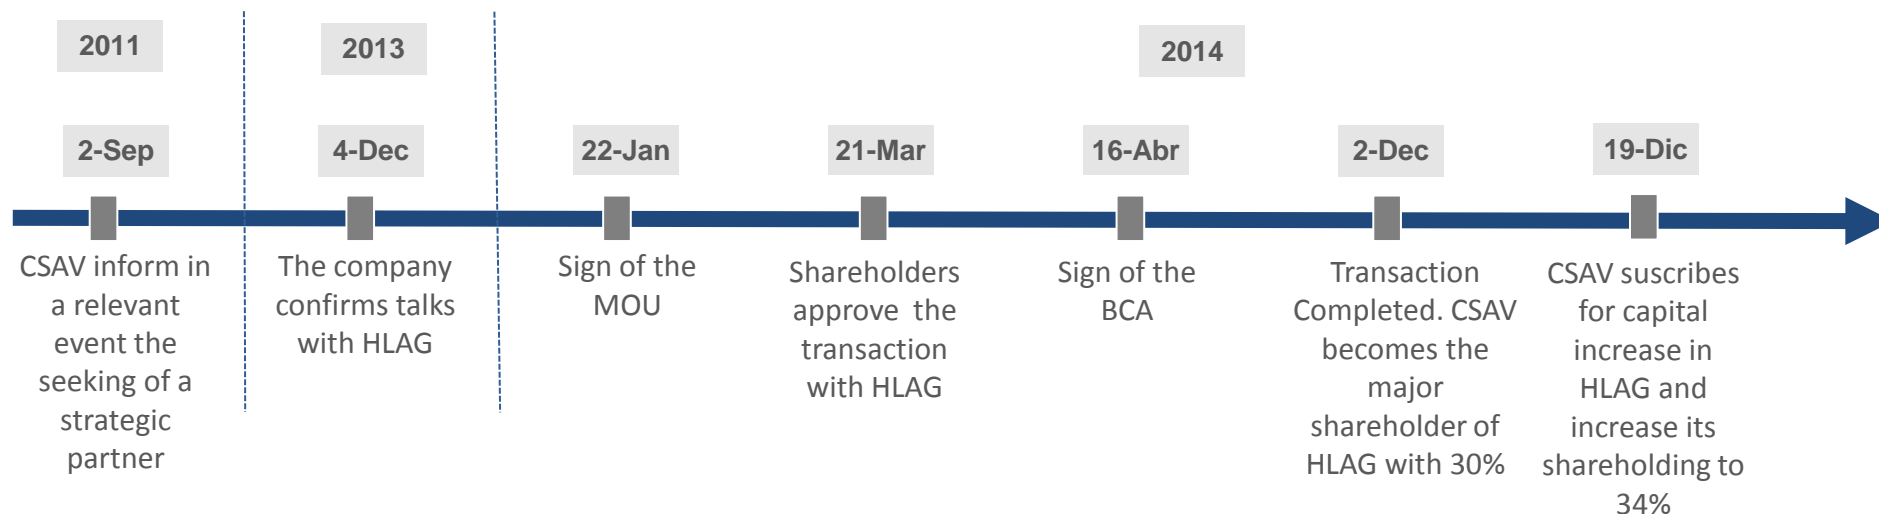 2011
2013
2014
2-Sep
4-Dec
22-Jan
21-Mar
16-Abr
2-Dec
19-Dic
CSAV inform in
a relevant
event the
seeking of a
strategic
partner
The company
confirms talks
with HLAG
Sign of the
MOU
Shareholders
approve the
transaction
with HLAG
Sign of the
BCA
Transaction
Completed. CSAV
becomes the
major
shareholder of
HLAG with 30%
CSAV suscribes
for capital
increase in
HLAG and
increase its
shareholding to
34%